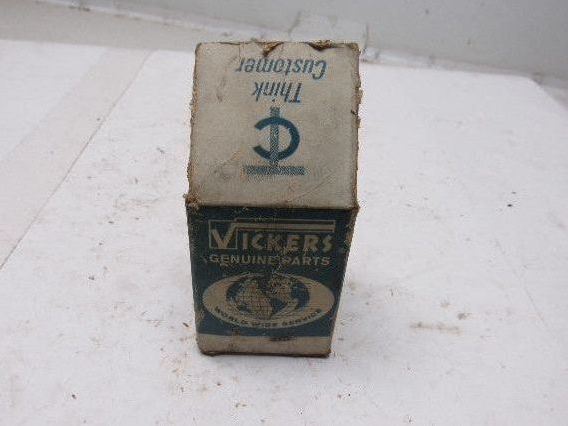 Think
Customer
VICKERS
GENUINE PARTS
WORLD WIDE SERVICE